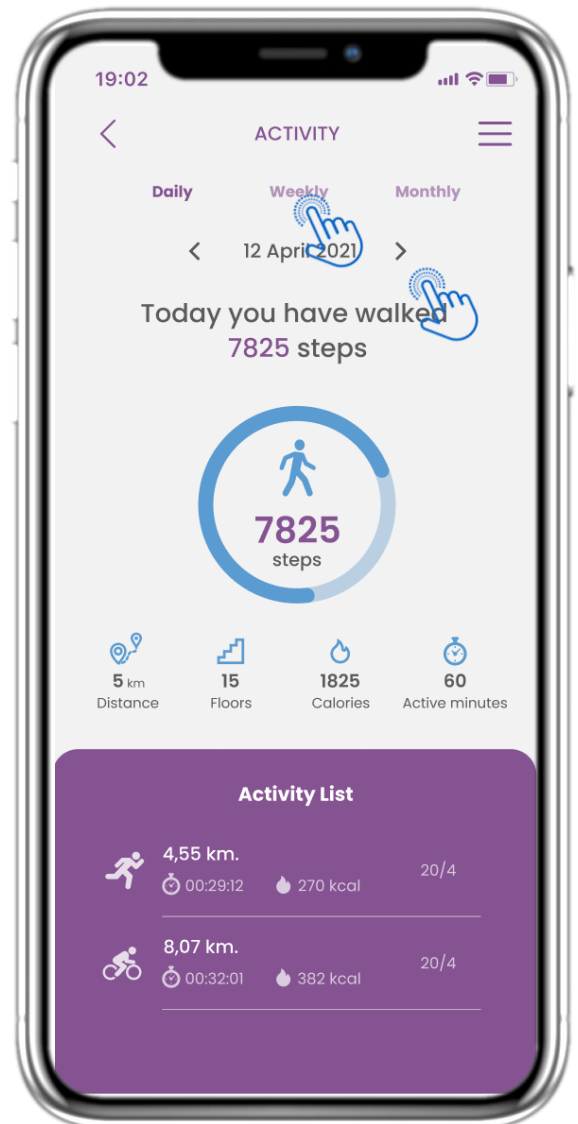 19:02
ACTIVITY
Daily Weekly Monthly
12 April 2021
Today you have walked
7825 steps
7825
steps
5 km 15 1825 60
Distance Floors Calories Active minutes
Activity List
4,55 km.
20/4
00:29:12 270 kcal
8,07 km.
20/4
00:32:01 382 kcal